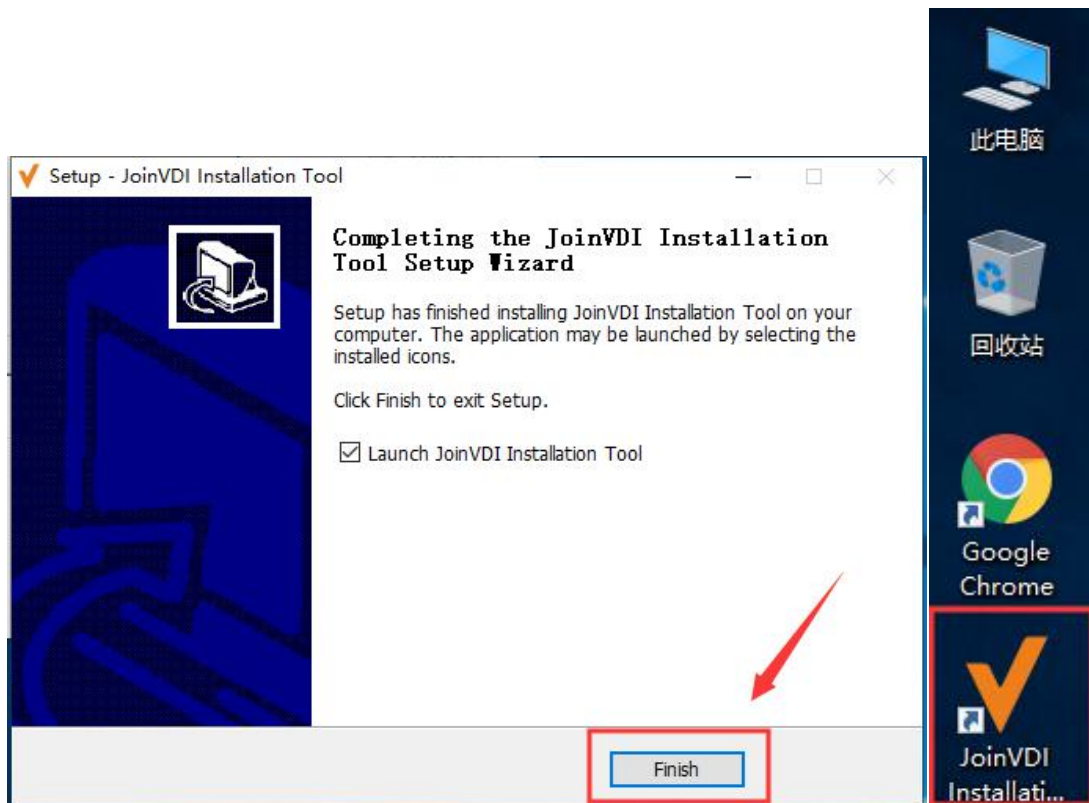 Setup - JoinVDI Installation Tool
Completing the JoinVDI Installation
Tool Setup Wizard
Setup has finished installing JoinVDI Installation Tool on your
computer. The application may be launched by selecting the
installed icons.
Click Finish to exit Setup.
Launch JoinVDI Installation Tool
Finish
此电脑
回收站
Google
Chrome
JoinVDI
Installati...